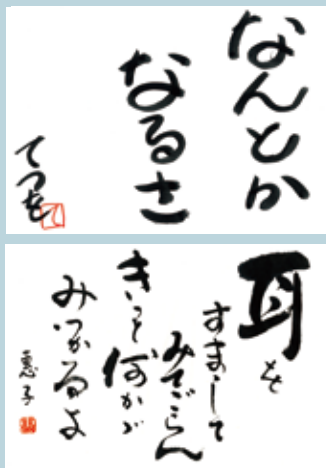 なんとか
なるさ
てつを
耳を
すまして
みてごらん
きっと何かが
みつかるよ
惠子